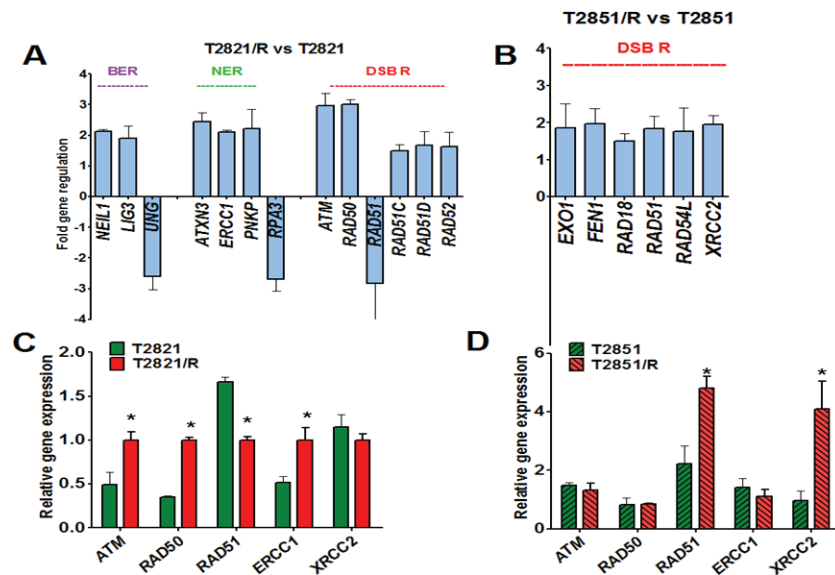 T2851/R vs T2851
A
T2821/R vs T2821
B
BER
NER
DSB R
DSB R
Fold gene regulation
4
3
2
1
0
-1
-2
-3
-4
NEIL1
LIG3
UNG
ATXN3
ERCC1
PNKP
RPA3
ATM
RAD50
RAD51
RAD51C
RAD51D
RAD52
4
3
2
1
0
EXO1
FEN1
RAD18
RAD51
RAD54L
XRCC2
C
T2821
T2821/R
Relative gene expression
2.0
1.5
1.0
0.5
0.0
* * * *
ATM
RAD50
RAD51
ERCC1
XRCC2
D
T2851
T2851/R
Relative gene expression
6
4
2
0
* *
ATM
RAD50
RAD51
ERCC1
XRCC2